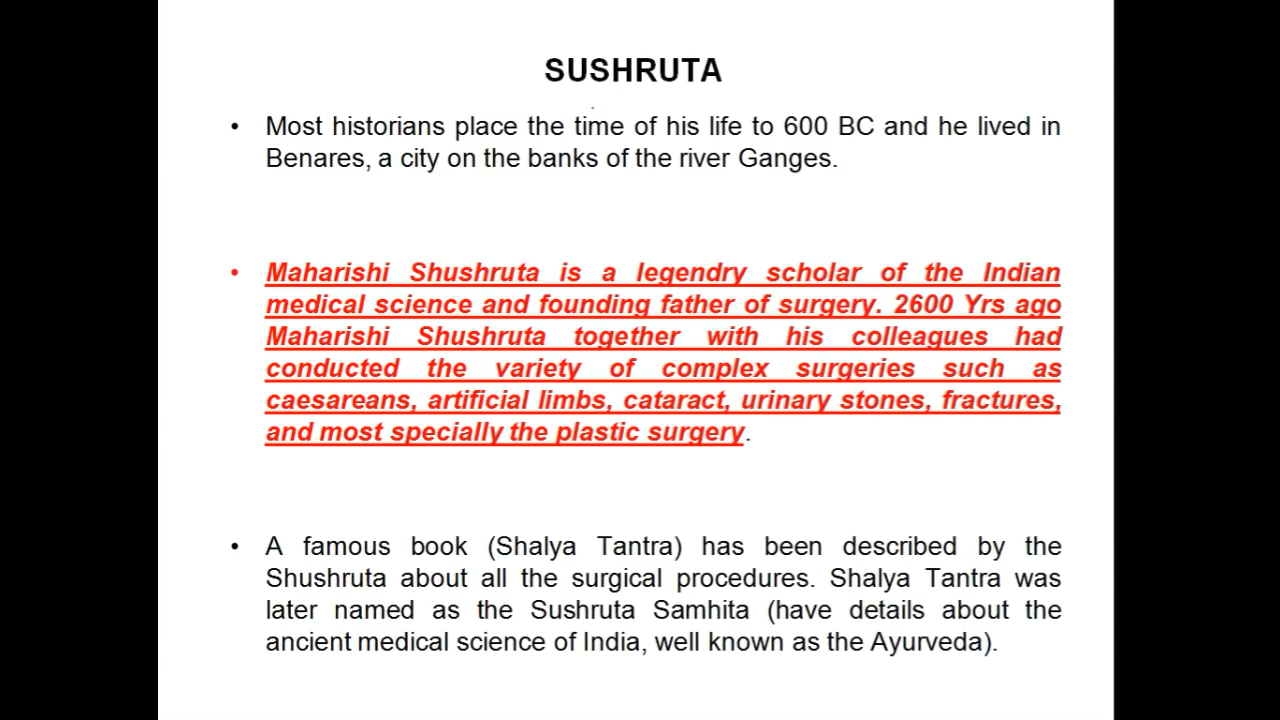 SUSHRUTA
• Most historians place the time of his life to 600 BC and he lived in
Benares, a city on the banks of the river Ganges.
• Maharishi Shushruta is a legendry scholar of the Indian
medical science and founding father of surgery. 2600 Yrs ago
Maharishi Shushruta together with his colleagues had
conducted the variety of complex surgeries such as
caesareans, artificial limbs, cataract, urinary stones, fractures,
and most specially the plastic surgery.
• A famous book (Shalya Tantra) has been described by the
Shushruta about all the surgical procedures. Shalya Tantra was
later named as the Sushruta Samhita (have details about the
ancient medical science of India, well known as the Ayurveda).